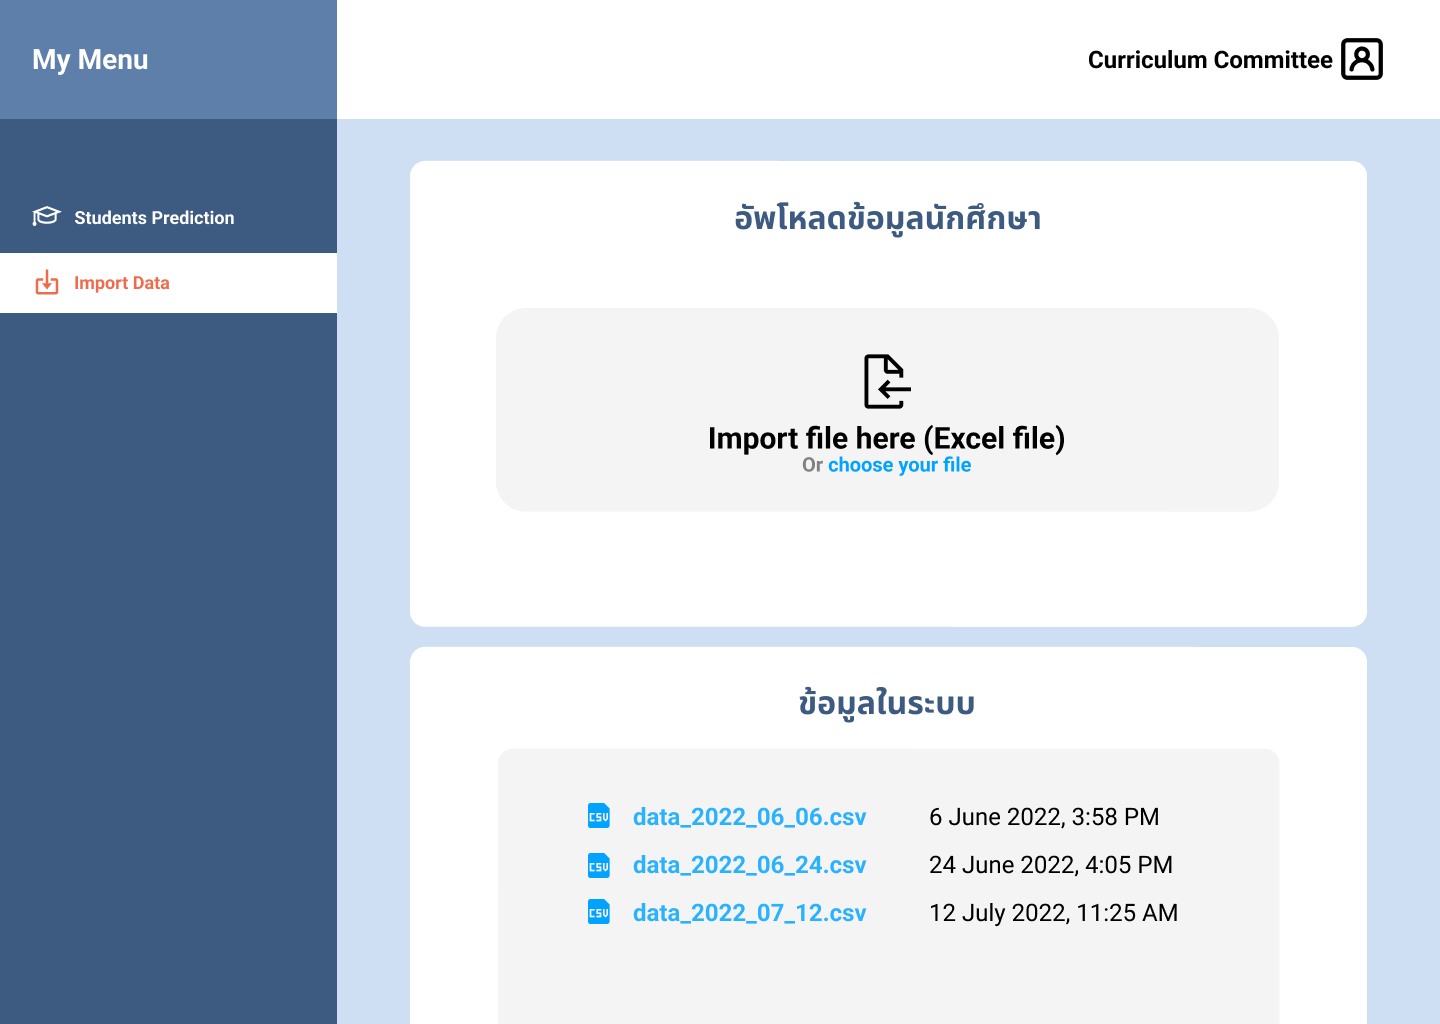 My Menu
Curriculum Committee
Students Prediction
Import Data
อัพโหลดข้อมูลนักศึกษา
Import file here (Excel file)
Or choose your file
ข้อมูลในระบบ
CSV data_2022_06_06.csv 6 June 2022, 3:58 PM
CSV data_2022_06_24.csv 24 June 2022, 4:05 PM
CSV data_2022_07_12.csv 12 July 2022, 11:25 AM